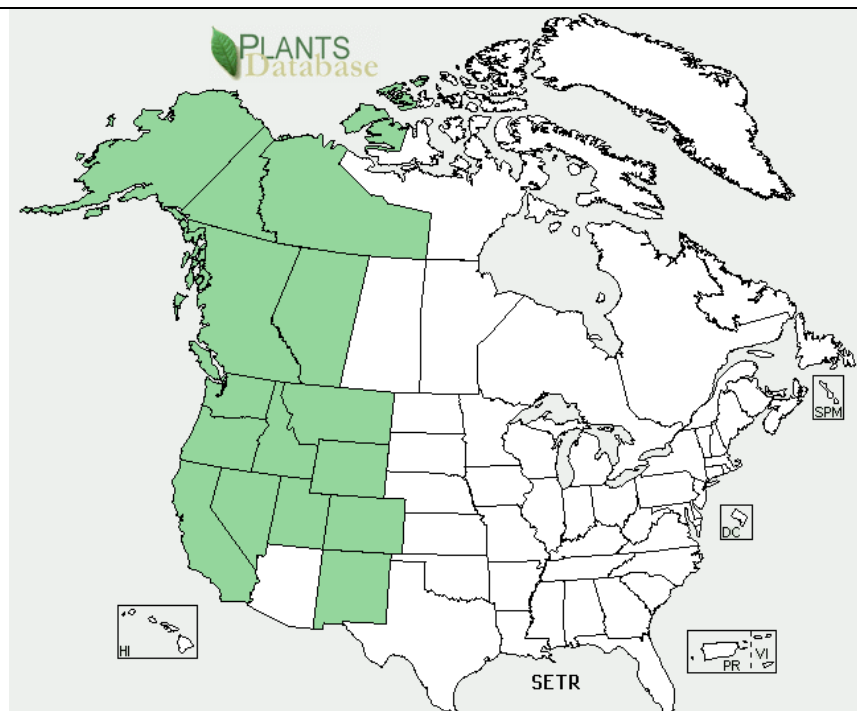 PLANTS
Database
SPM
DC
HI
PR
VI
SETR